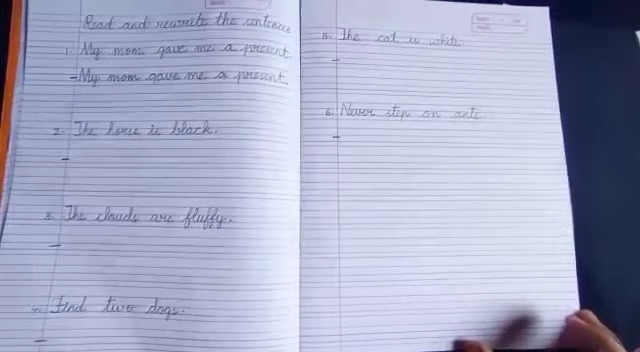 Read and rewrite the sentences
1. My mom gave me a present.
- My mom gave me a present.
2. The horse is black.
-
3. The clouds are fluffy.
-
4. Find two dogs.
-
5. The cat is white.
-
6. Never step on ants.
-